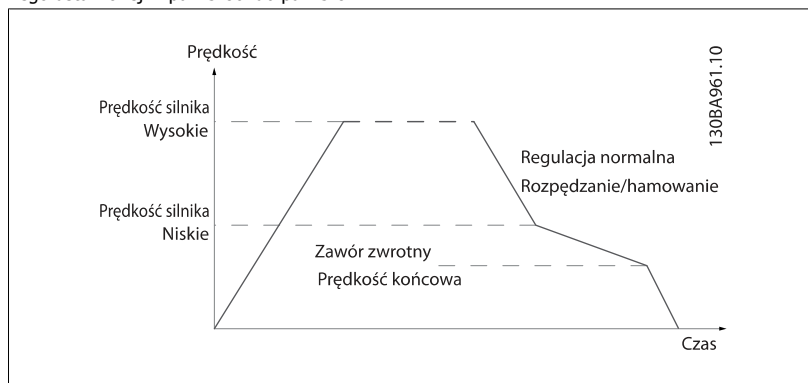 Prędkość
Prędkość silnika
Wysokie
130BA961.10
Regulacja normalna
Rozpędzanie/hamowanie
Prędkość silnika
Niskie
Zawór zwrotny
Prędkość końcowa
Czas